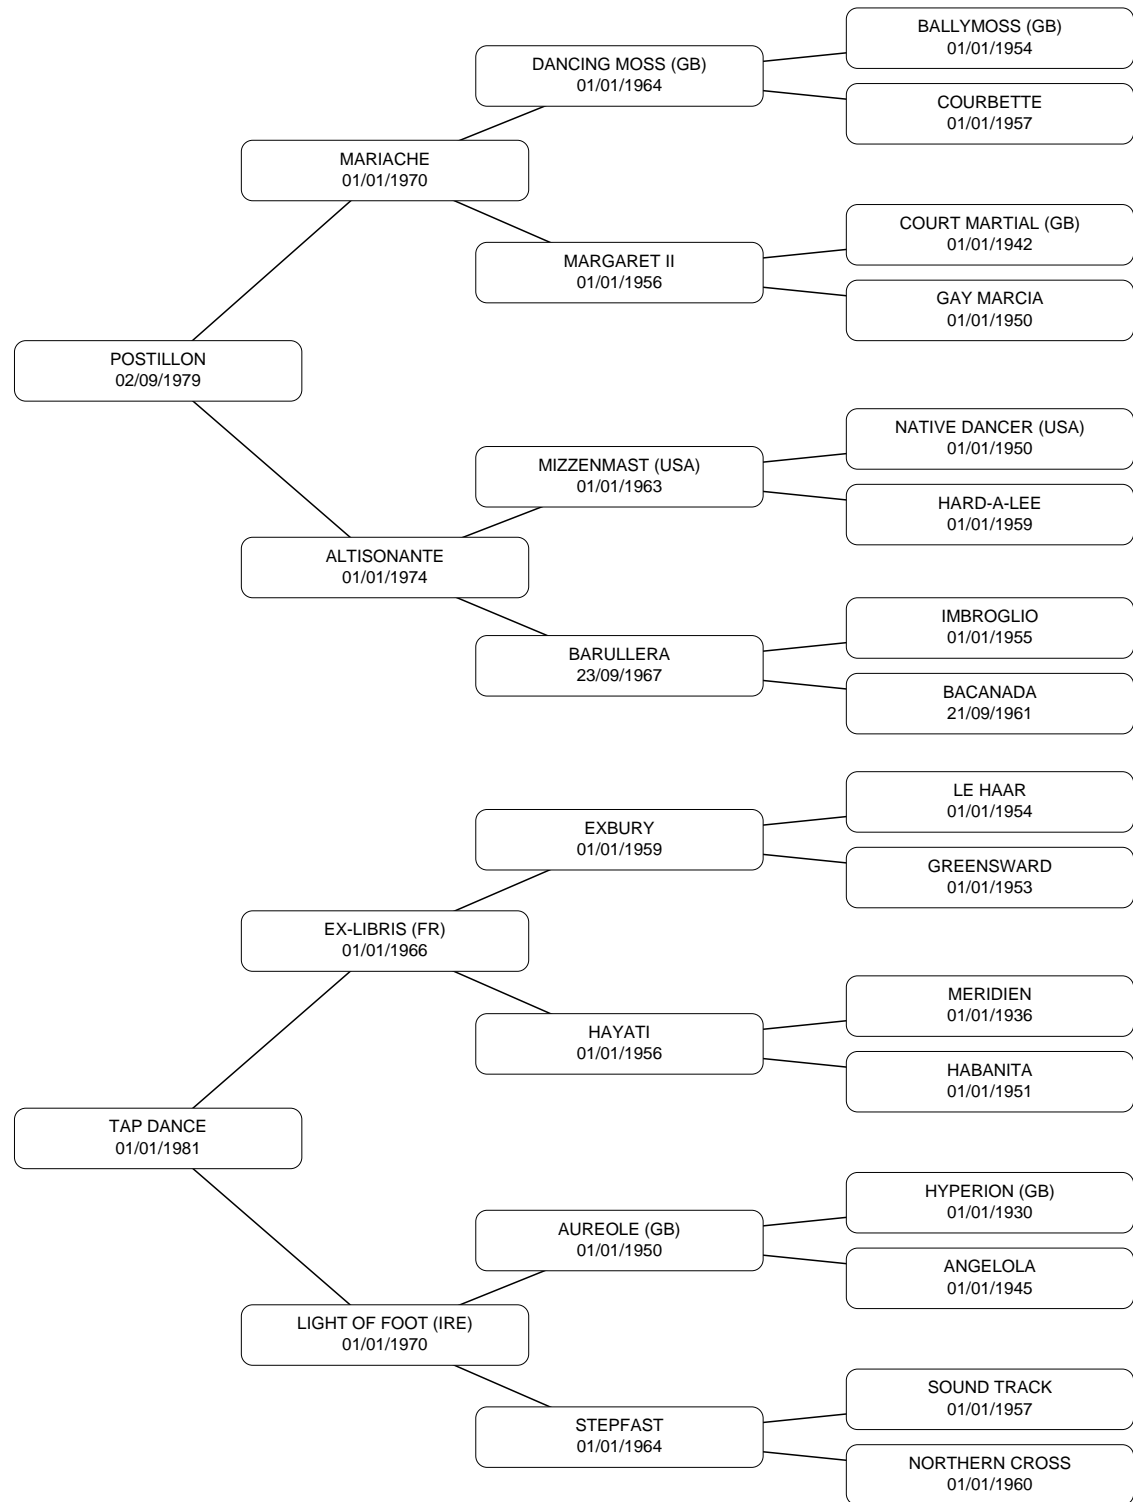 BALLYMOSS (GB)
01/01/1954
DANCING MOSS (GB)
01/01/1964
COURBETTE
01/01/1957
MARIACHE
01/01/1970
COURT MARTIAL (GB)
01/01/1942
MARGARET II
01/01/1956
GAY MARCIA
01/01/1950
POSTILLON
02/09/1979
NATIVE DANCER (USA)
01/01/1950
MIZZENMAST (USA)
01/01/1963
HARD-A-LEE
01/01/1959
ALTISONANTE
01/01/1974
IMBROGLIO
01/01/1955
BARULLERA
23/09/1967
BACANADA
21/09/1961
LE HAAR
01/01/1954
EXBURY
01/01/1959
GREENSWARD
01/01/1953
EX-LIBRIS (FR)
01/01/1966
MERIDIEN
01/01/1936
HAYATI
01/01/1956
HABANITA
01/01/1951
TAP DANCE
01/01/1981
HYPERION (GB)
01/01/1930
AUREOLE (GB)
01/01/1950
ANGELOLA
01/01/1945
LIGHT OF FOOT (IRE)
01/01/1970
SOUND TRACK
01/01/1957
STEPFAST
01/01/1964
NORTHERN CROSS
01/01/1960